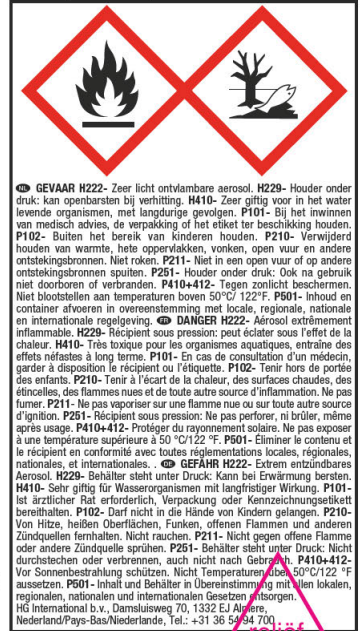 NL GEVAAR H222- Zeer licht ontvlambare aerosol. H229- Houder onder
druk: kan openbarsten bij verhitting. H410- Zeer giftig voor in het water
levende organismen, met langdurige gevolgen. P101- Bij het inwinnen
van medisch advies, de verpakking of het etiket ter beschikking houden.
P102- Buiten het bereik van kinderen houden. P210- Verwijderd
houden van warmte, hete oppervlakken, vonken, open vuur en andere
ontstekingsbronnen. Niet roken. P211- Niet in een open vuur of op andere
ontstekingsbronnen spuiten. P251- Houder onder druk: Ook na gebruik
niet doorboren of verbranden. P410+412- Tegen zonlicht beschermen.
Niet blootstellen aan temperaturen boven 50°C/ 122°F. P501- Inhoud en
container afvoeren in overeenstemming met locale, regionale, nationale
en internationale regelgeving. FR DANGER H222- Aérosol extrêmement
inflammable. H229- Récipient sous pression: peut éclater sous l'effet de la
chaleur. H410- Très toxique pour les organismes aquatiques, entraîne des
effets néfastes à long terme. P101- En cas de consultation d'un médecin,
garder à disposition le récipient ou l'étiquette. P102- Tenir hors de portée
des enfants. P210- Tenir à l'écart de la chaleur, des surfaces chaudes, des
étincelles, des flammes nues et de toute autre source d'inflammation. Ne pas
fumer. P211- Ne pas vaporiser sur une flamme nue ou sur toute autre source
d'ignition. P251- Récipient sous pression: Ne pas perforer, ni brûler, même
après usage. P410+412- Protéger du rayonnement solaire. Ne pas exposer
à une température supérieure à 50 °C/122 °F. P501- Éliminer le contenu et
le récipient en conformité avec toutes réglementations locales, régionales,
nationales, et internationales. . DE GEFAHR H222- Extrem entzündbares
Aerosol. H229- Behälter steht unter Druck: Kann bei Erwärmung bersten.
H410- Sehr giftig für Wasserorganismen mit langfristiger Wirkung. P101-
Ist ärztlicher Rat erforderlich, Verpackung oder Kennzeichnungsetikett
bereithalten. P102- Darf nicht in die Hände von Kindern gelangen. P210-
Von Hitze, heißen Oberflächen, Funken, offenen Flammen und anderen
Zündquellen fernhalten. Nicht rauchen. P211- Nicht gegen offene Flamme
oder andere Zündquelle sprühen. P251- Behälter steht unter Druck: Nicht
durchstechen oder verbrennen, auch nicht nach Gebrauch. P410+412-
Vor Sonnenbestrahlung schützen. Nicht Temperaturen über 50°C/122 °F
aussetzen. P501- Inhalt und Behälter in Übereinstimmung mit allen lokalen,
regionalen, nationalen und internationalen Gesetzen entsorgen.
HG International b.v., Damsluisweg 70, 1332 EJ Almere,
Nederland/Pays-Bas/Niederlande, Tel.: +31 36 54 94 700
reliëf